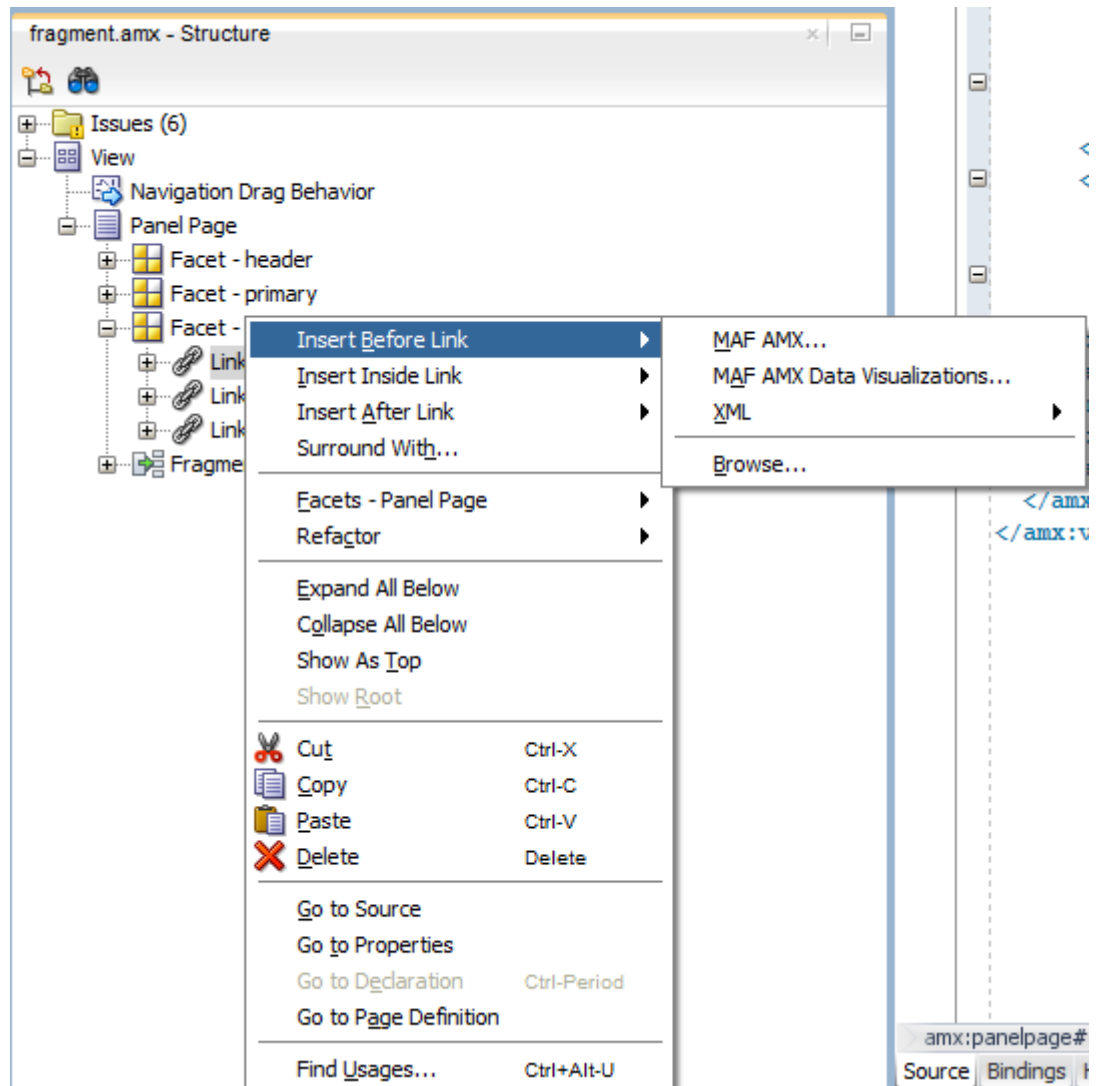 fragment.amx - Structure
Issues (6)
View
Navigation Drag Behavior
Panel Page
Facet - header
Facet - primary
Facet -
Link
Link
Link
Insert Before Link
Insert Inside Link
Insert After Link
Surround With...
Facets - Panel Page
Refactor
Expand All Below
Collapse All Below
Show As Top
Show Root
Cut Ctrl-X
Copy Ctrl-C
Paste Ctrl-V
Delete Delete
Go to Source
Go to Properties
Go to Declaration Ctrl-Period
Go to Page Definition
Find Usages... Ctrl+Alt-U
MAF AMX...
MAF AMX Data Visualizations...
XML
Browse...
<
<
</amx
</amx:v
amx:panelpage#
Source Bindings